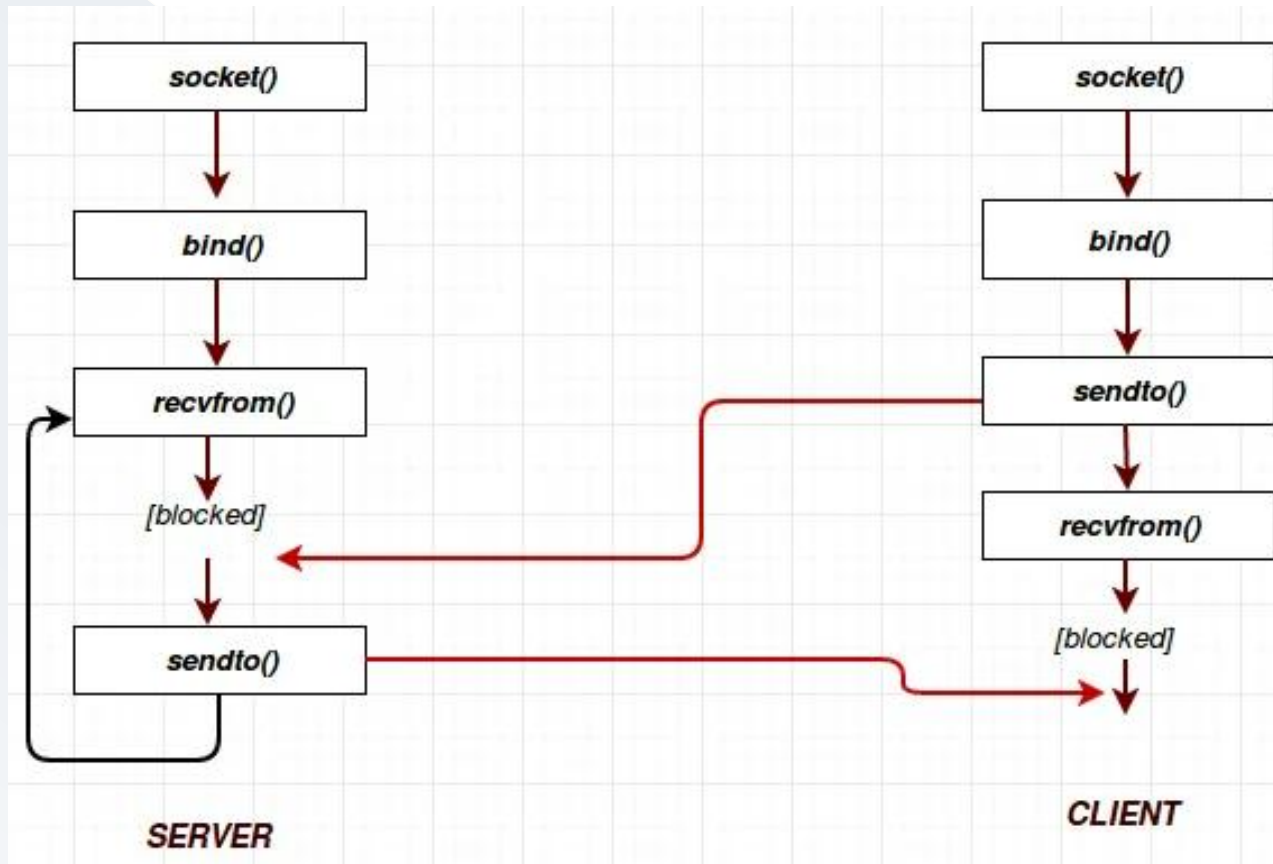 socket()
bind()
recvfrom()
[blocked]
sendto()
SERVER
socket()
bind()
sendto()
recvfrom()
[blocked]
CLIENT